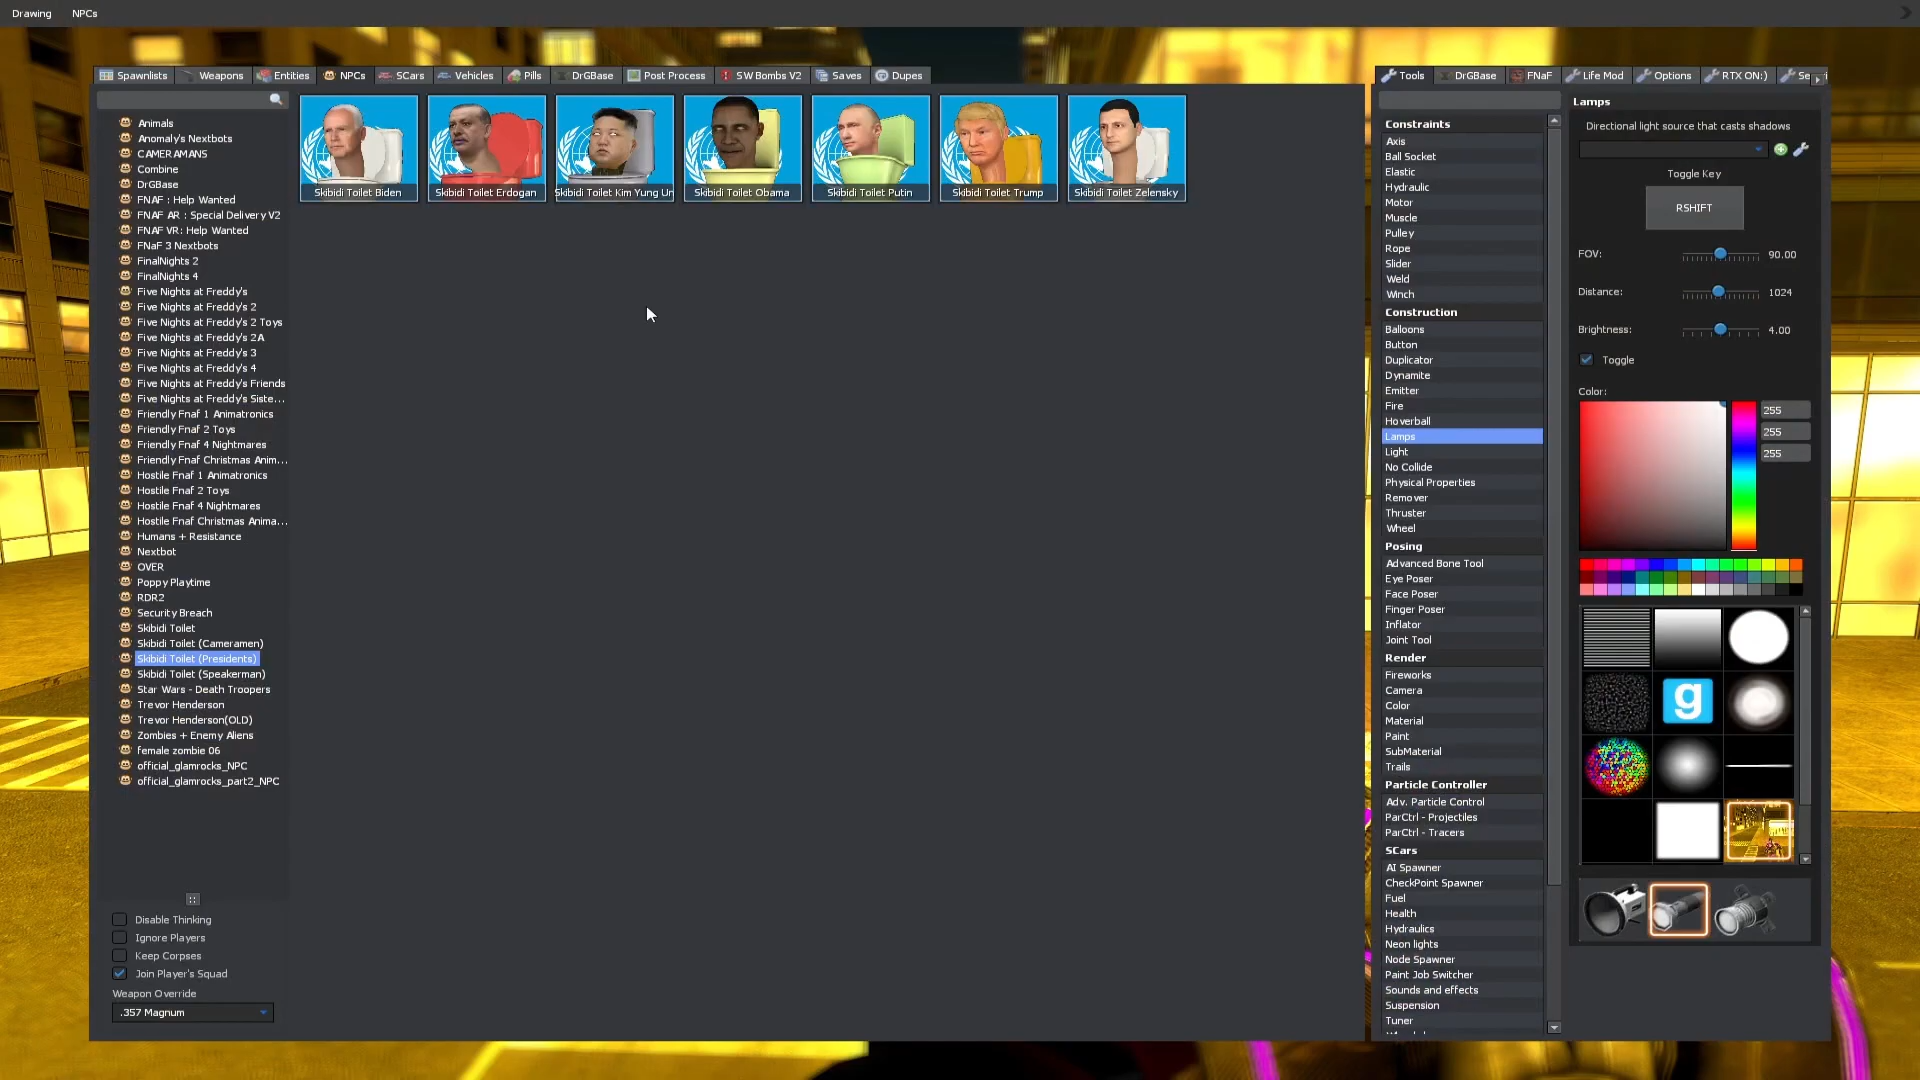 Drawing NPCs
Spawnlists Weapons Entities NPCs SCars Vehicles Pills DrGBase Post Process SW Bombs V2 Saves Dupes
Animals
Anomaly's Nextbots
CAMERAMANS
Combine
DrGBase
FNAF : Help Wanted
FNAF AR : Special Delivery V2
FNAF VR: Help Wanted
FNaF 3 Nextbots
FinalNights 2
FinalNights 4
Five Nights at Freddy's
Five Nights at Freddy's 2
Five Nights at Freddy's 2 Toys
Five Nights at Freddy's 2A
Five Nights at Freddy's 3
Five Nights at Freddy's 4
Five Nights at Freddy's Friends
Five Nights at Freddy's Siste...
Friendly Fnaf 1 Animatronics
Friendly Fnaf 2 Toys
Friendly Fnaf 4 Nightmares
Friendly Fnaf Christmas Anim...
Hostile Fnaf 1 Animatronics
Hostile Fnaf 2 Toys
Hostile Fnaf 4 Nightmares
Hostile Fnaf Christmas Anima...
Humans + Resistance
Nextbot
OVER
Poppy Playtime
RDR2
Security Breach
Skibidi Toilet
Skibidi Toilet (Cameramen)
Skibidi Toilet (Presidents)
Skibidi Toilet (Speakerman)
Star Wars - Death Troopers
Trevor Henderson
Trevor Henderson(OLD)
Zombies + Enemy Aliens
female zombie 06
official_glamrocks_NPC
official_glamrocks_part2_NPC
Disable Thinking
Ignore Players
Keep Corpses
Join Player's Squad
Weapon Override
.357 Magnum
Skibidi Toilet Biden
Skibidi Toilet Erdogan
Skibidi Toilet Kim Yung Un
Skibidi Toilet Obama
Skibidi Toilet Putin
Skibidi Toilet Trump
Skibidi Toilet Zelensky
Tools DrGBase FNaF Life Mod Options RTX ON:)
Constraints
Axis
Ball Socket
Elastic
Hydraulic
Motor
Muscle
Pulley
Rope
Slider
Weld
Winch
Construction
Balloons
Button
Duplicator
Dynamite
Emitter
Fire
Hoverball
Lamps
Light
No Collide
Physical Properties
Remover
Thruster
Wheel
Posing
Advanced Bone Tool
Eye Poser
Face Poser
Finger Poser
Inflator
Joint Tool
Render
Fireworks
Camera
Color
Material
Paint
SubMaterial
Trails
Particle Controller
Adv. Particle Control
ParCtrl - Projectiles
ParCtrl - Tracers
SCars
AI Spawner
CheckPoint Spawner
Fuel
Health
Hydraulics
Neon lights
Node Spawner
Paint Job Switcher
Sounds and effects
Suspension
Tuner
Lamps
Directional light source that casts shadows
Toggle Key
RSHIFT
FOV: 90.00
Distance: 1024
Brightness: 4.00
Toggle
Color:
255
255
255
g